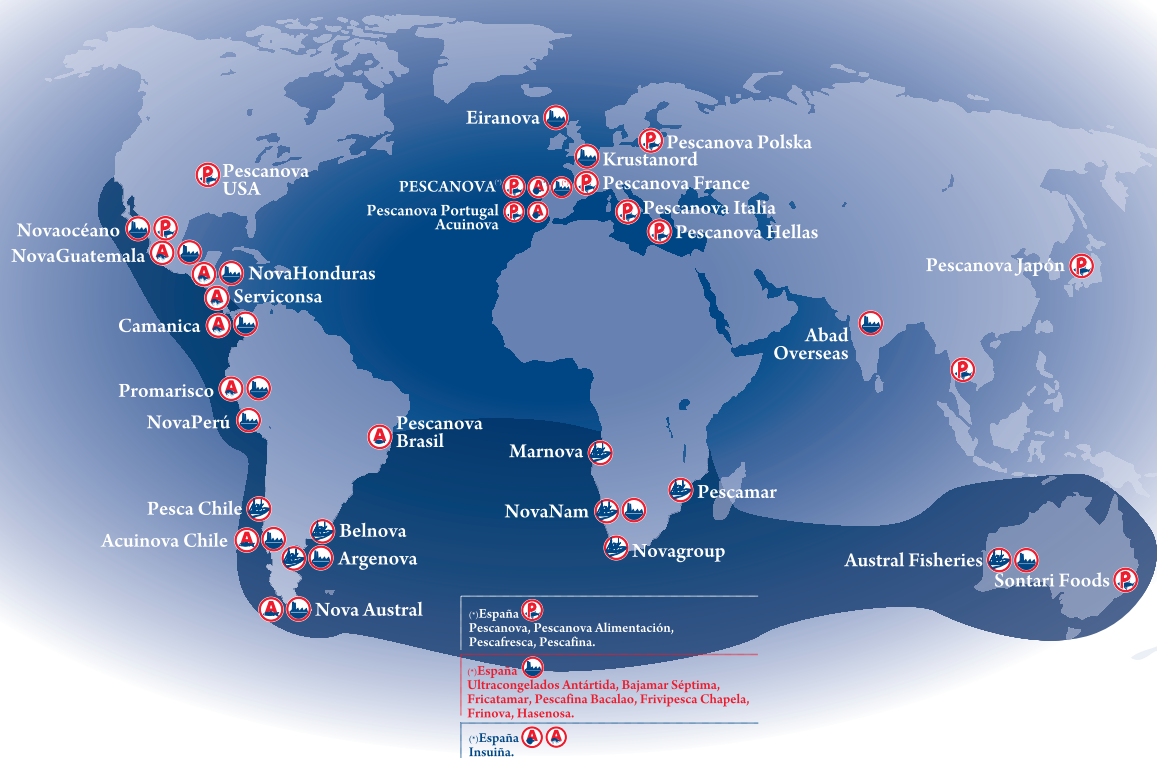 Eiranova
Pescanova Polska
Krustanord
Pescanova
USA
PESCANOVA(*)
Pescanova France
Pescanova Portugal
Acuinova
Pescanova Italia
Novaocéano
Pescanova Hellas
NovaGuatemala
Pescanova Japón
NovaHonduras
Serviconsa
Camanica
Abad
Overseas
Promarisco
NovaPerú
Pescanova
Brasil
Marnova
Pescamar
Pesca Chile
NovaNam
Belnova
Acuinova Chile
Novagroup
Argenova
Austral Fisheries
Sontari Foods
Nova Austral
(*)España
Pescanova, Pescanova Alimentación,
Pescafresca, Pescafina.
(*)España
Ultracongelados Antártida, Bajamar Séptima,
Fricatamar, Pescafina Bacalao, Frivipesca Chapela,
Frinova, Hasenosa.
(*)España
Insuiña.